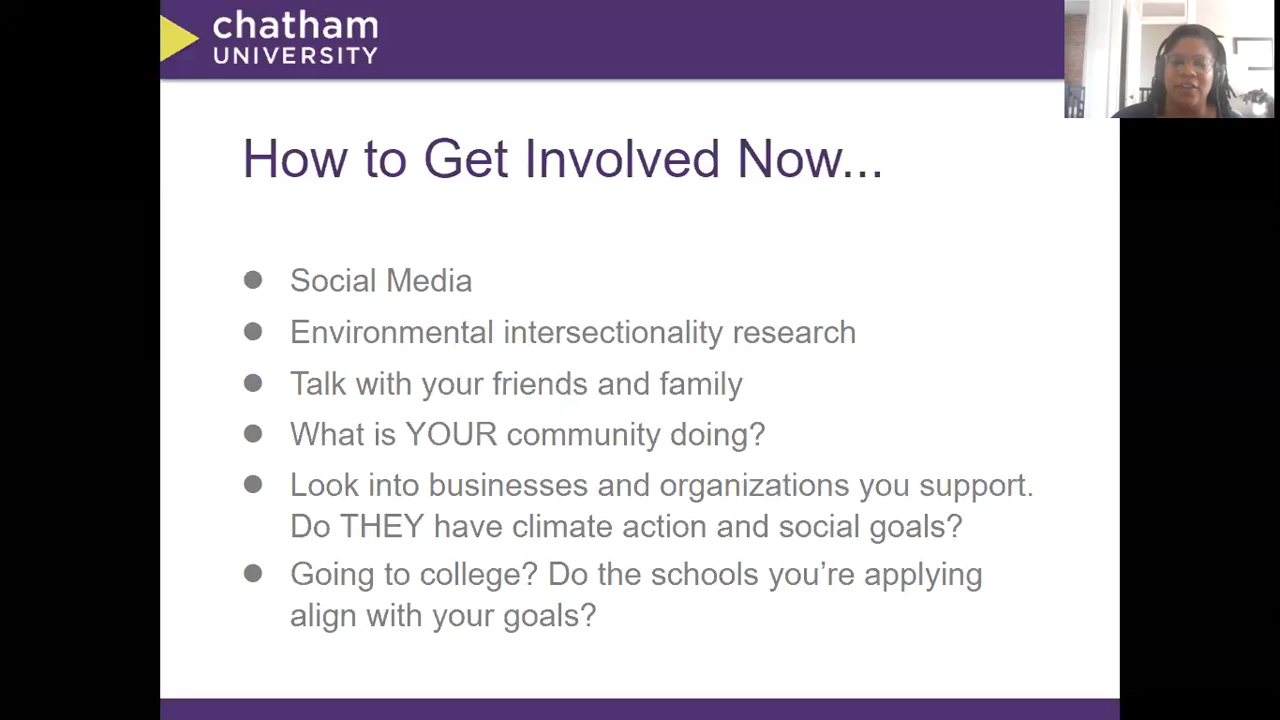 chatham
UNIVERSITY
How to Get Involved Now...
● Social Media
● Environmental intersectionality research
● Talk with your friends and family
● What is YOUR community doing?
● Look into businesses and organizations you support.
Do THEY have climate action and social goals?
● Going to college? Do the schools you’re applying
align with your goals?